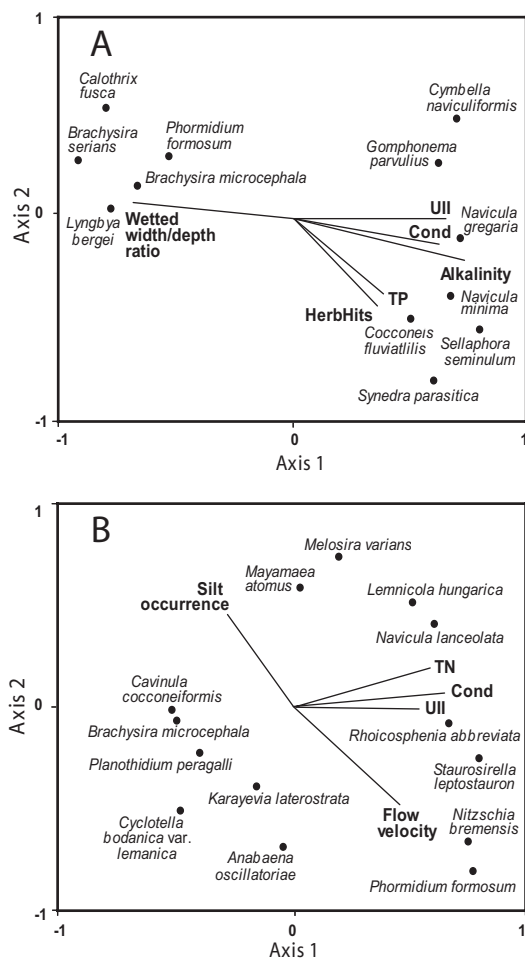 1
A
Calothrix
fusca
Cymbella
naviculiformis
Brachysira
serians
Phormidium
formosum
Gomphonema
parvulius
Brachysira microcephala
Axis 2
0
Lyngbya
bergei
Wetted
width/depth
ratio
UII
Cond
Navicula
gregaria
Alkalinity
TP
HerbHits
Navicula
minima
Cocconeis
fluviatlilis
Sellaphora
seminulum
Synedra parasitica
-1
-1
0
1
Axis 1
1
B
Melosira varians
Mayamaea
atomus
Silt
occurrence
Lemnicola hungarica
Navicula lanceolata
TN
Cavinula
cocconeiformis
Cond
Axis 2
0
UII
Brachysira microcephala
Rhoicosphenia abbreviata
Planothidium peragalli
Staurosirella
leptostauron
Karayevia laterostrata
Flow
velocity
Nitzschia
bremensis
Cyclotella
bodanica var.
lemanica
Anabaena
oscillatoriae
Phormidium formosum
-1
-1
0
1
Axis 1